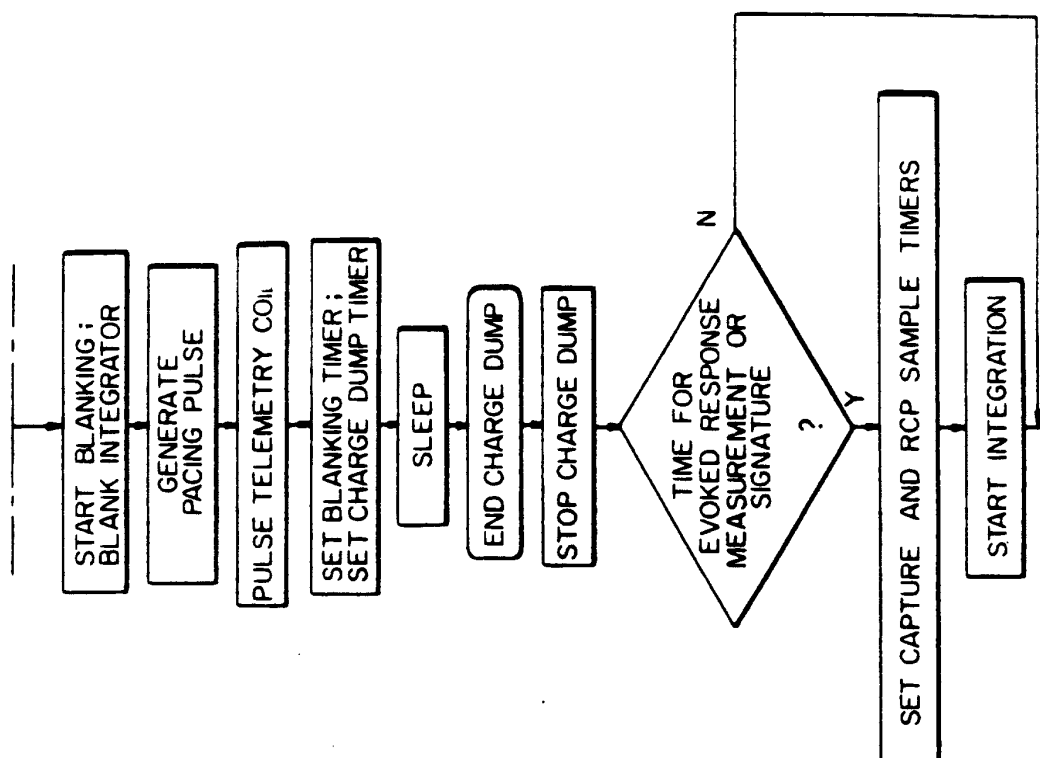 START BLANKING;
BLANK INTEGRATOR
GENERATE
PACING PULSE
PULSE TELEMETRY COIL
SET BLANKING TIMER;
SET CHARGE DUMP TIMER
SLEEP
END CHARGE DUMP
STOP CHARGE DUMP
TIME FOR
EVOKED RESPONSE
MEASUREMENT OR
SIGNATURE
?
N
Y
SET CAPTURE AND RCP SAMPLE TIMERS
START INTEGRATION